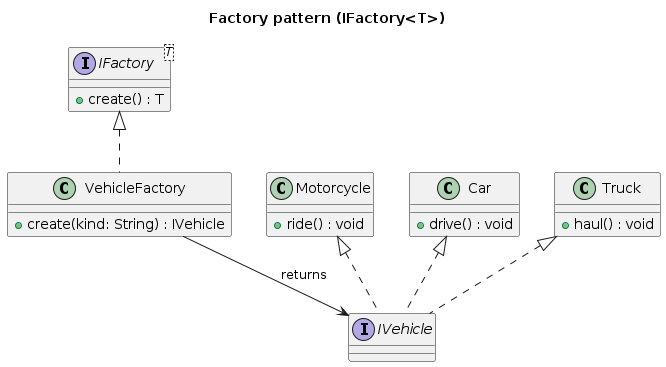 Factory pattern (IFactory<T>)
T
I IFactory
create() : T
C VehicleFactory
create(kind: String) : IVehicle
C Motorcycle
ride() : void
C Car
drive() : void
C Truck
haul() : void
returns
I IVehicle